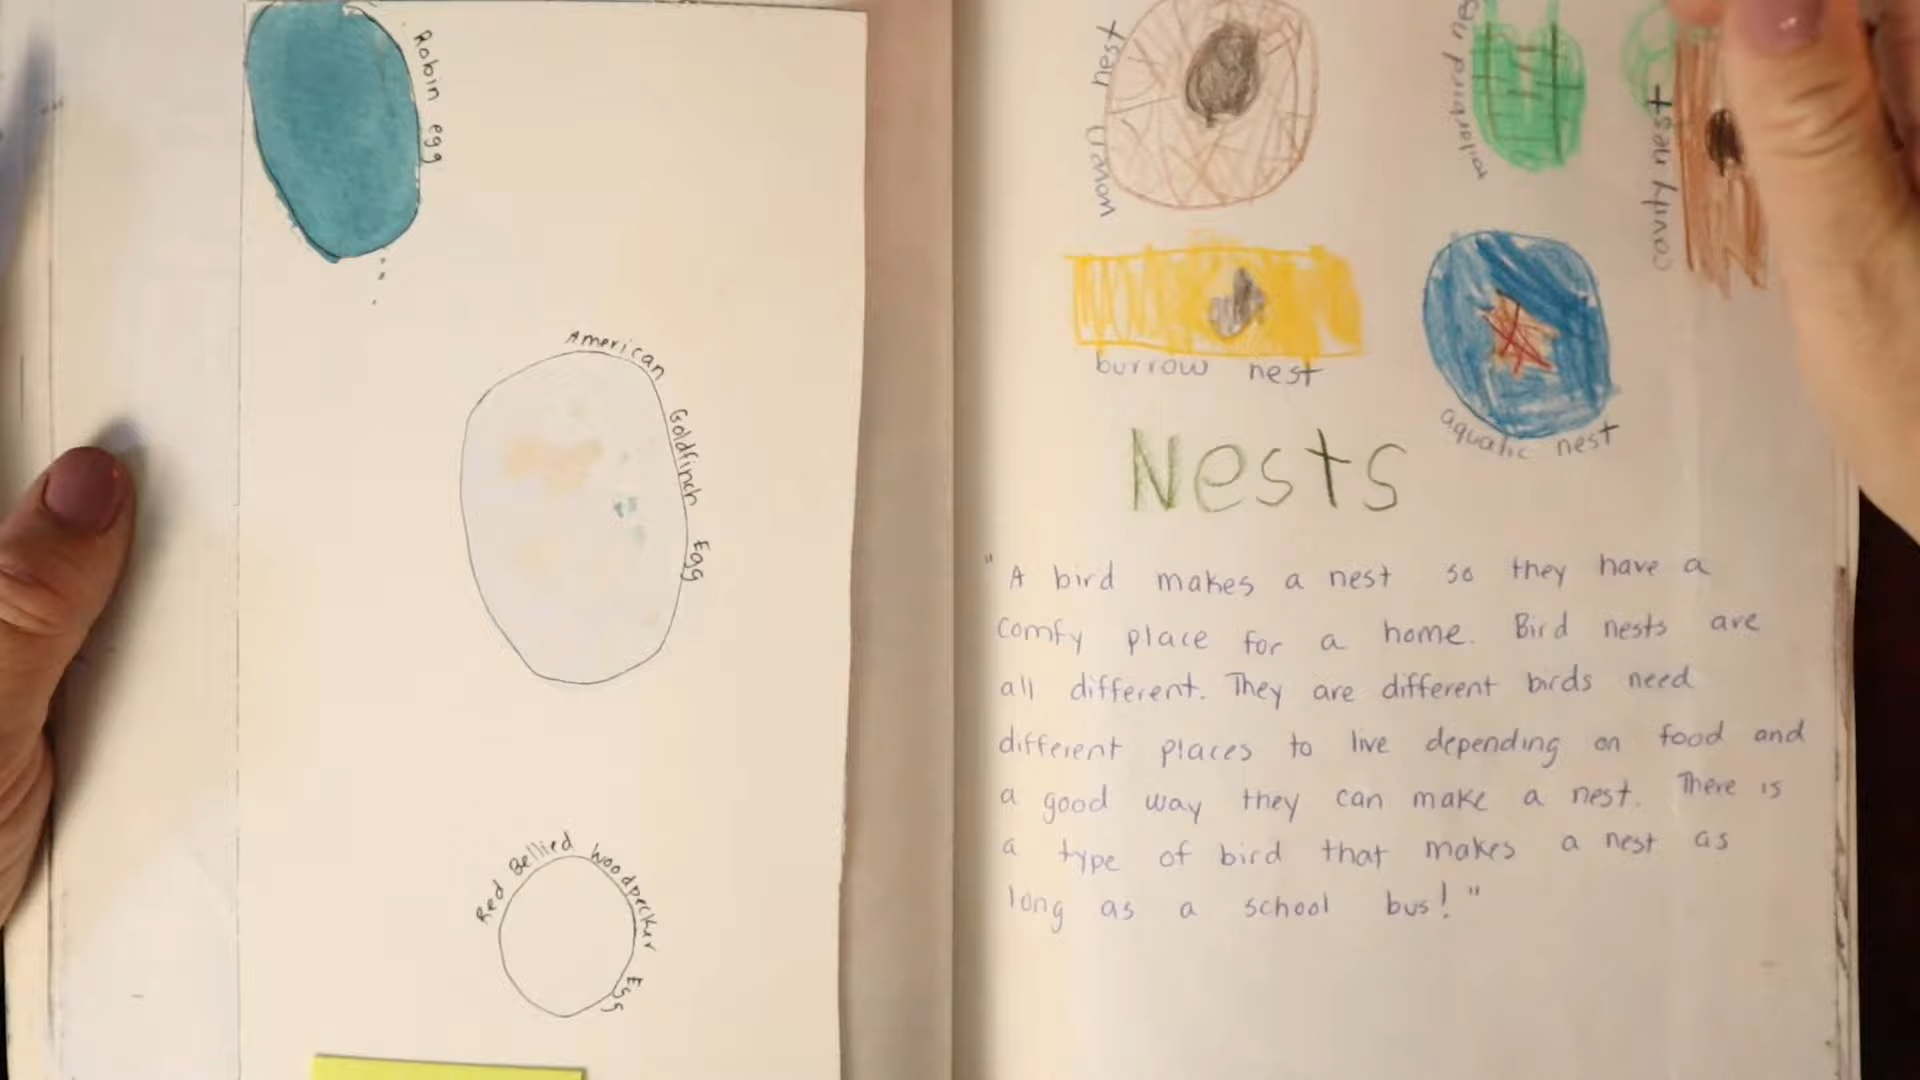 Robin egg
American Goldfinch Egg
Red Bellied Woodpecker Egg
woven nest
tailorbird nes
cavity nest
burrow nest
aquatic nest
Nests
"A bird makes a nest so they have a
comfy place for a home. Bird nests are
all different. They are different birds need
different places to live depending on food and
a good way they can make a nest. There is
a type of bird that makes a nest as
long as a school bus!"